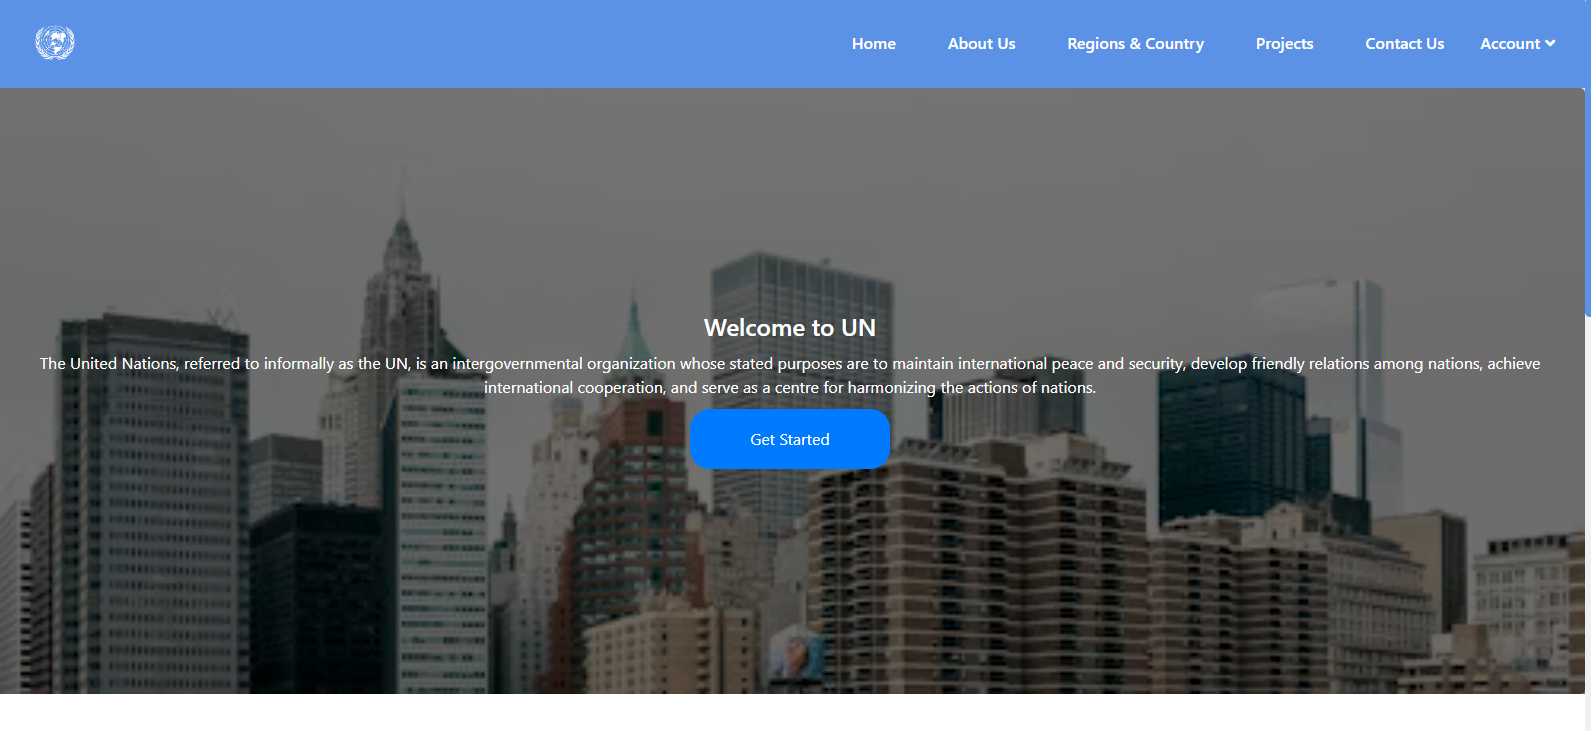 Home About Us Regions & Country Projects Contact Us Account
Welcome to UN
The United Nations, referred to informally as the UN, is an intergovernmental organization whose stated purposes are to maintain international peace and security, develop friendly relations among nations, achieve
international cooperation, and serve as a centre for harmonizing the actions of nations.
Get Started